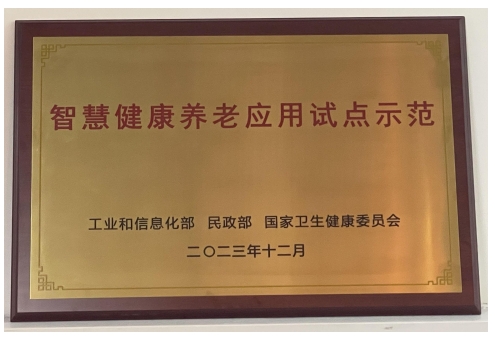 智慧健康养老应用试点示范
工业和信息化部 民政部 国家卫生健康委员会
二〇二三年十二月